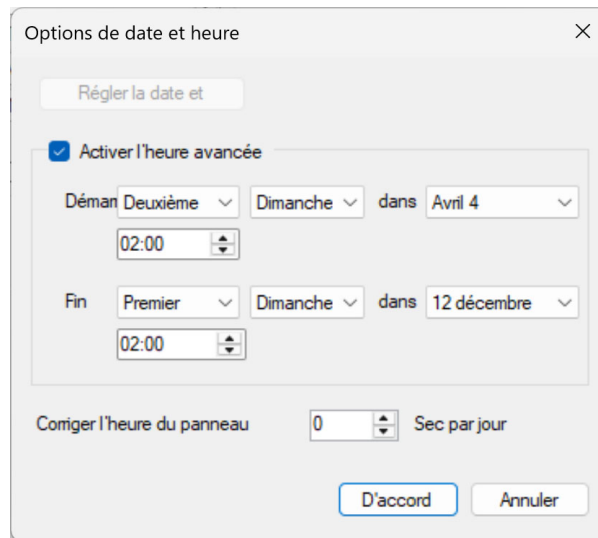 Options de date et heure
Régler la date et
Activer l'heure avancée
Démar Deuxième Dimanche dans Avril 4
02:00
Fin Premier Dimanche dans 12 décembre
02:00
Corriger l'heure du panneau 0 Sec par jour
D'accord Annuler